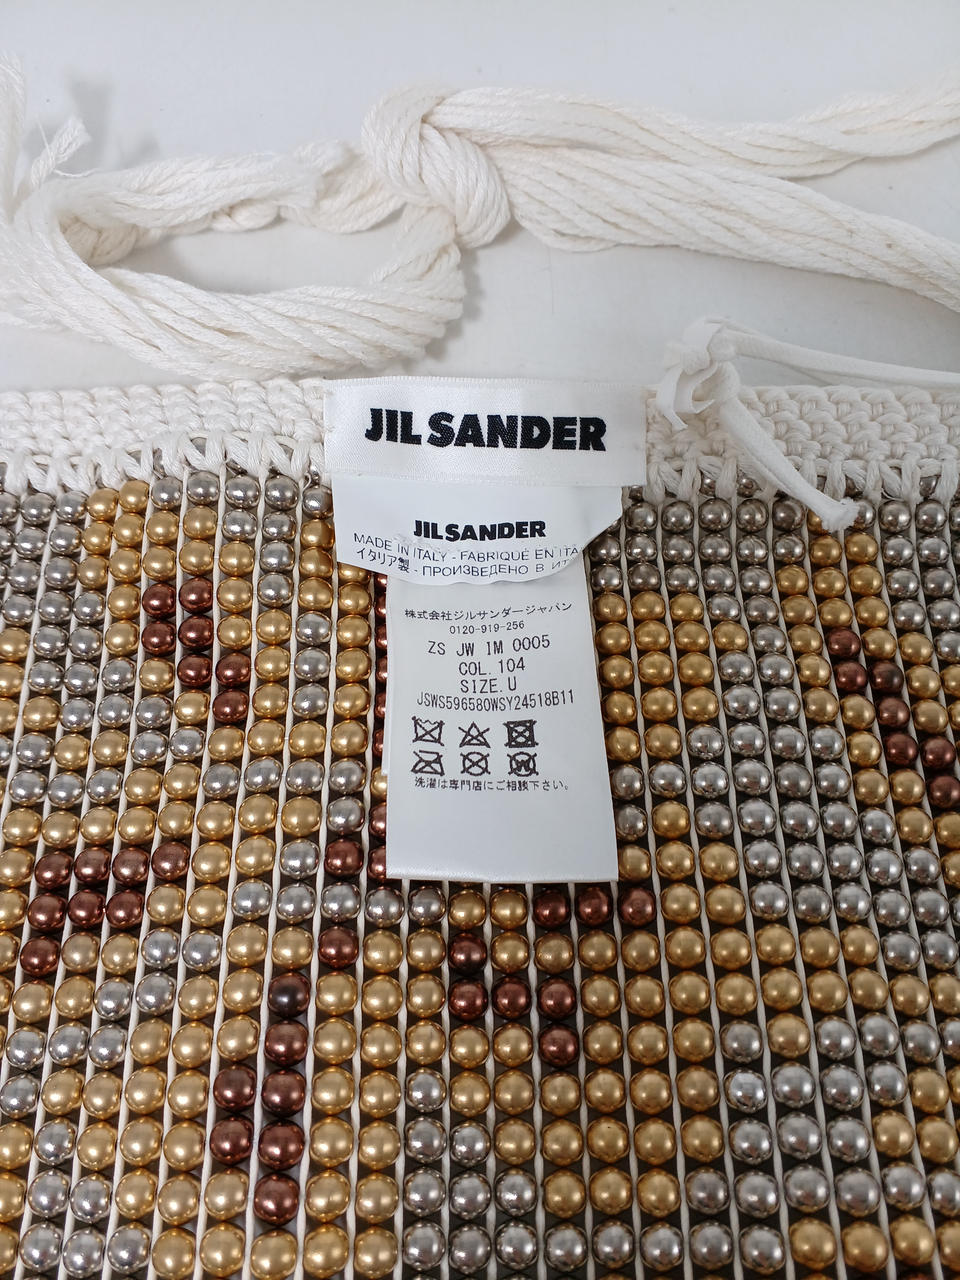 JIL SANDER
JIL SANDER
MADE IN ITALY - FABRIQUÉ EN ITA
イタリア製 - ПРОИЗВЕДЕНО В ИТ
株式会社ジルサンダージャパン
0120-919-256
ZS JW IM 0005
COL.104
SIZE.U
JSWS596580WSY24518B11
洗濯は専門店にご相談下さい。